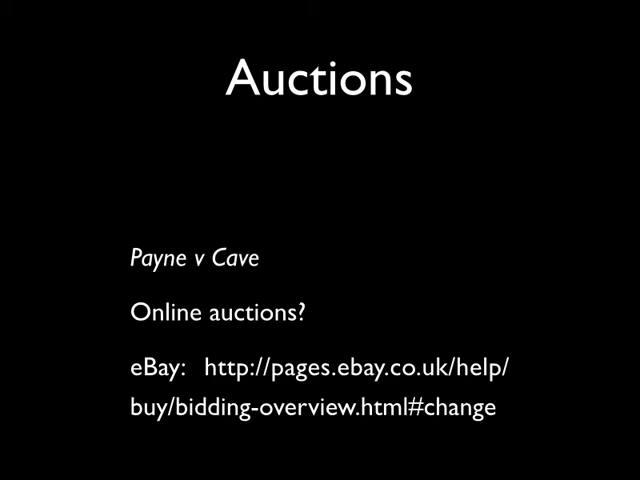 Auctions
Payne v Cave
Online auctions?
eBay: http://pages.ebay.co.uk/help/
buy/bidding-overview.html#change